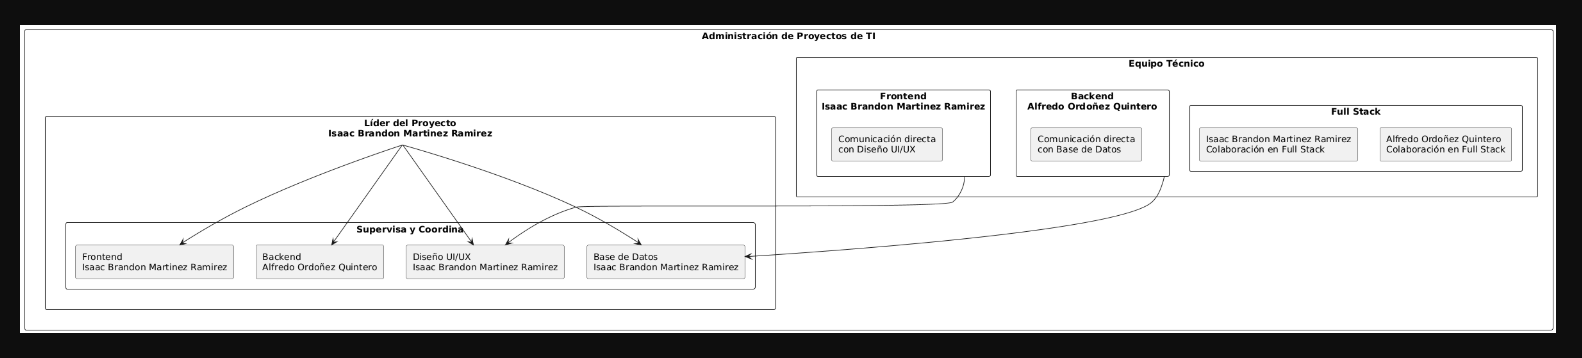 Administración de Proyectos de TI
Equipo Técnico
Frontend
Isaac Brandon Martinez Ramirez
Comunicación directa
con Diseño UI/UX
Backend
Alfredo Ordoñez Quintero
Comunicación directa
con Base de Datos
Full Stack
Isaac Brandon Martinez Ramirez
Colaboración en Full Stack
Alfredo Ordoñez Quintero
Colaboración en Full Stack
Líder del Proyecto
Isaac Brandon Martinez Ramirez
Supervisa y Coordina
Frontend
Isaac Brandon Martinez Ramirez
Backend
Alfredo Ordoñez Quintero
Diseño UI/UX
Isaac Brandon Martinez Ramirez
Base de Datos
Isaac Brandon Martinez Ramirez